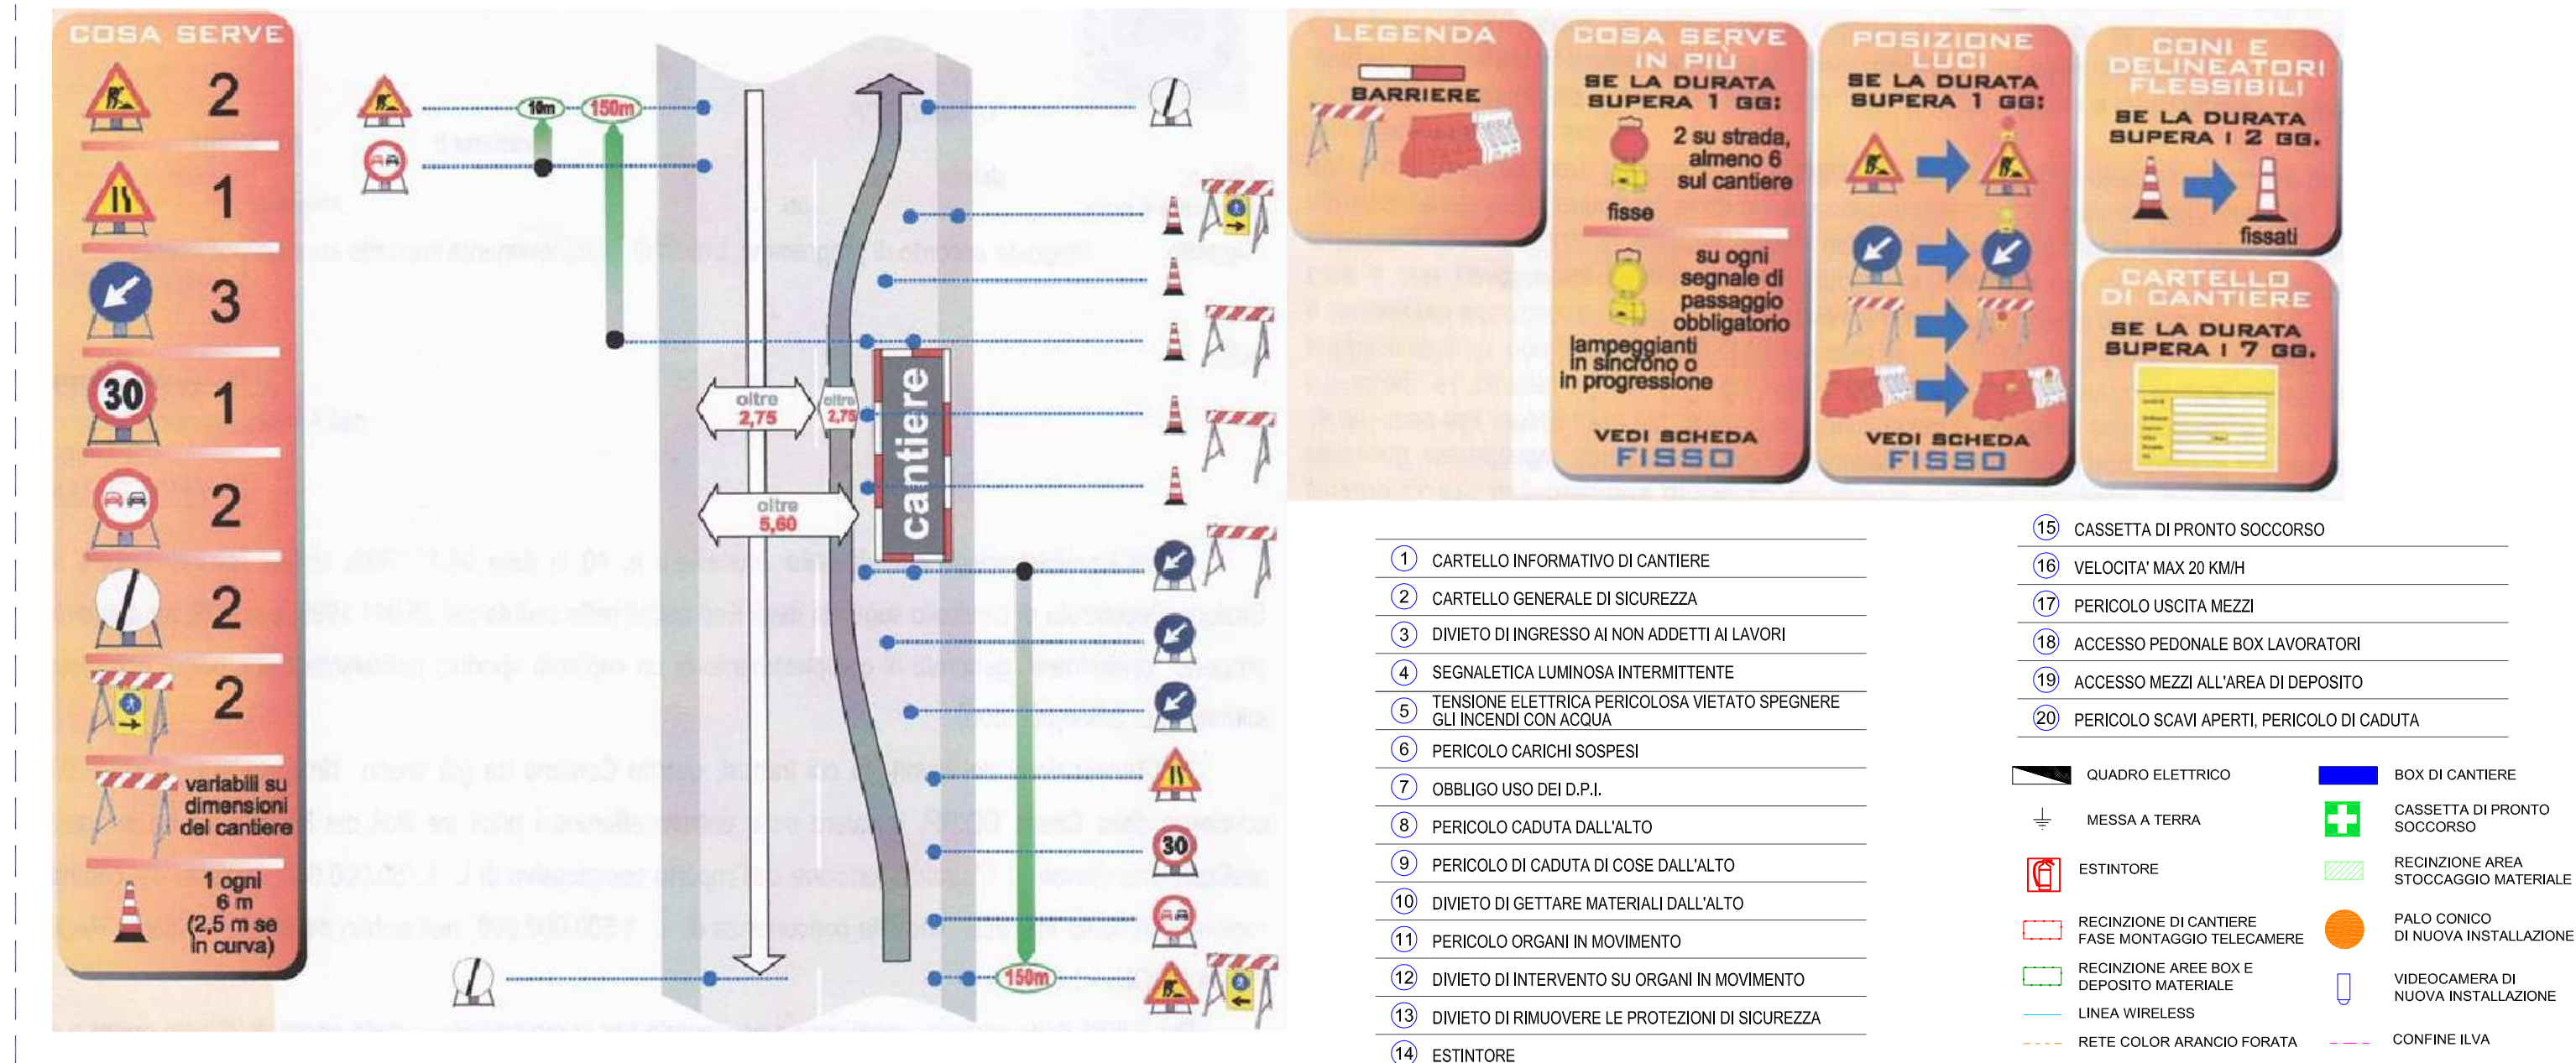 COSA SERVE
2
1
3
30
1
2
2
2
variabili su
dimensioni
del cantiere
1 ogni
6 m
(2,5 m se
in curva)
10m
150m
oltre
2,75
oltre
2,75
oltre
5,60
cantiere
30
150m
LEGENDA
BARRIERE
COSA SERVE
IN PIÙ
SE LA DURATA
SUPERA 1 GG:
2 su strada,
almeno 6
sul cantiere
fisse
su ogni
segnale di
passaggio
obbligatorio
lampeggianti
in sincrono o
in progressione
VEDI SCHEDA
FISSO
POSIZIONE
LUCI
SE LA DURATA
SUPERA 1 GG:
VEDI SCHEDA
FISSO
CONI E
DELINEATORI
FLESSIBILI
SE LA DURATA
SUPERA I 2 GG.
fissati
CARTELLO
DI CANTIERE
SE LA DURATA
SUPERA I 7 GG.
1 CARTELLO INFORMATIVO DI CANTIERE
2 CARTELLO GENERALE DI SICUREZZA
3 DIVIETO DI INGRESSO AI NON ADDETTI AI LAVORI
4 SEGNALETICA LUMINOSA INTERMITTENTE
5 TENSIONE ELETTRICA PERICOLOSA VIETATO SPEGNERE
GLI INCENDI CON ACQUA
6 PERICOLO CARICHI SOSPESI
7 OBBLIGO USO DEI D.P.I.
8 PERICOLO CADUTA DALL'ALTO
9 PERICOLO DI CADUTA DI COSE DALL'ALTO
10 DIVIETO DI GETTARE MATERIALI DALL'ALTO
11 PERICOLO ORGANI IN MOVIMENTO
12 DIVIETO DI INTERVENTO SU ORGANI IN MOVIMENTO
13 DIVIETO DI RIMUOVERE LE PROTEZIONI DI SICUREZZA
14 ESTINTORE
15 CASSETTA DI PRONTO SOCCORSO
16 VELOCITA' MAX 20 KM/H
17 PERICOLO USCITA MEZZI
18 ACCESSO PEDONALE BOX LAVORATORI
19 ACCESSO MEZZI ALL'AREA DI DEPOSITO
20 PERICOLO SCAVI APERTI, PERICOLO DI CADUTA
QUADRO ELETTRICO
MESSA A TERRA
ESTINTORE
RECINZIONE DI CANTIERE
FASE MONTAGGIO TELECAMERE
RECINZIONE AREE BOX E
DEPOSITO MATERIALE
LINEA WIRELESS
RETE COLOR ARANCIO FORATA
BOX DI CANTIERE
CASSETTA DI PRONTO
SOCCORSO
RECINZIONE AREA
STOCCAGGIO MATERIALE
PALO CONICO
DI NUOVA INSTALLAZIONE
VIDEOCAMERA DI
NUOVA INSTALLAZIONE
CONFINE ILVA